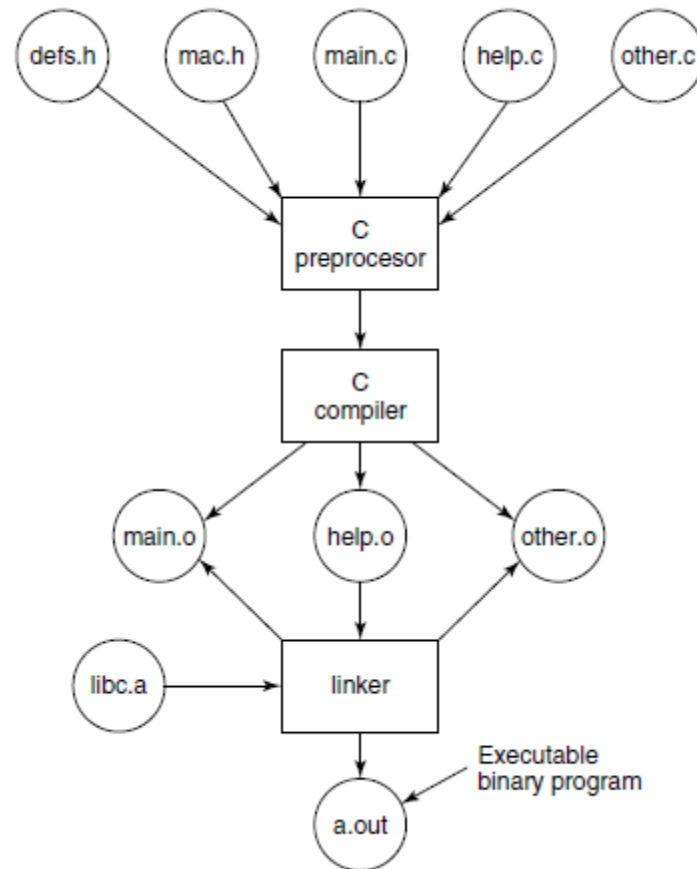 defs.h
mac.h
main.c
help.c
other.c
C
preprocesor
C
compiler
main.o
help.o
other.o
libc.a
linker
Executable
binary program
a.out